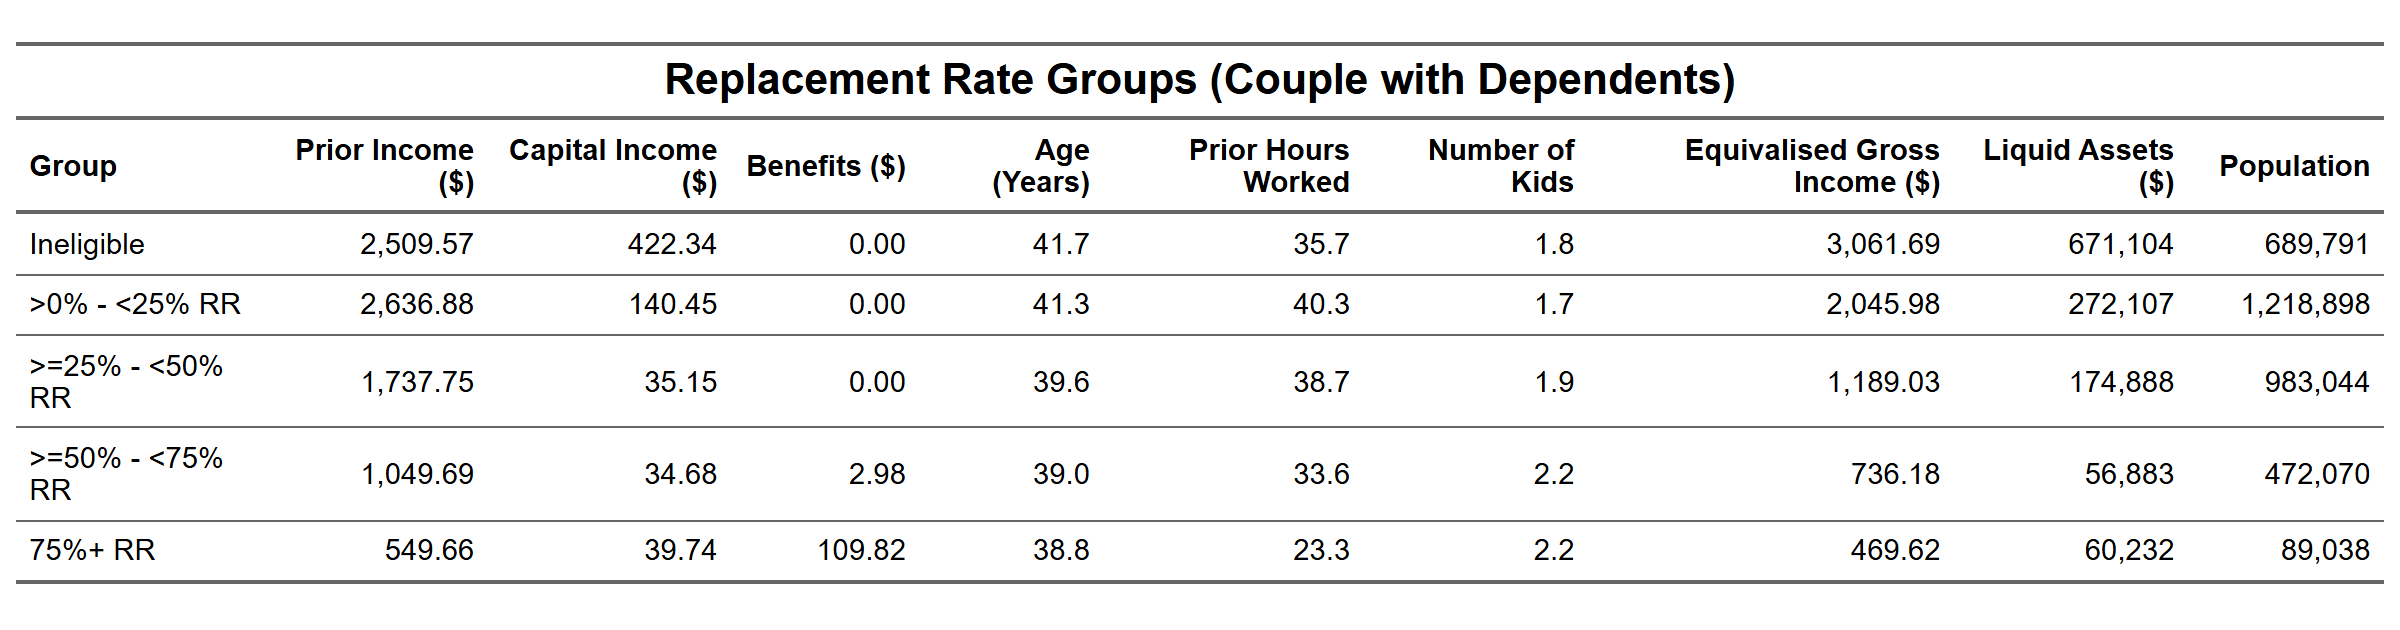 Replacement Rate Groups (Couple with Dependents)
Group Prior Income ($) Capital Income ($) Benefits ($) Age (Years) Prior Hours Worked Number of Kids Equivalised Gross Income ($) Liquid Assets ($) Population
Ineligible 2,509.57 422.34 0.00 41.7 35.7 1.8 3,061.69 671,104 689,791
>0% - <25% RR 2,636.88 140.45 0.00 41.3 40.3 1.7 2,045.98 272,107 1,218,898
>=25% - <50% RR 1,737.75 35.15 0.00 39.6 38.7 1.9 1,189.03 174,888 983,044
>=50% - <75% RR 1,049.69 34.68 2.98 39.0 33.6 2.2 736.18 56,883 472,070
75%+ RR 549.66 39.74 109.82 38.8 23.3 2.2 469.62 60,232 89,038